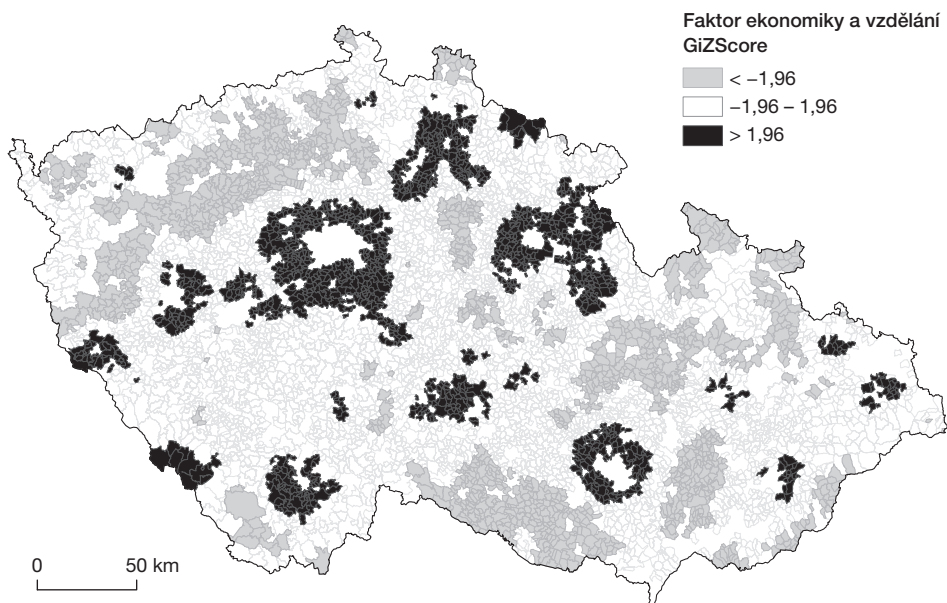 Faktor ekonomiky a vzdělání
GiZScore
< −1,96
−1,96 – 1,96
> 1,96
0 50 km